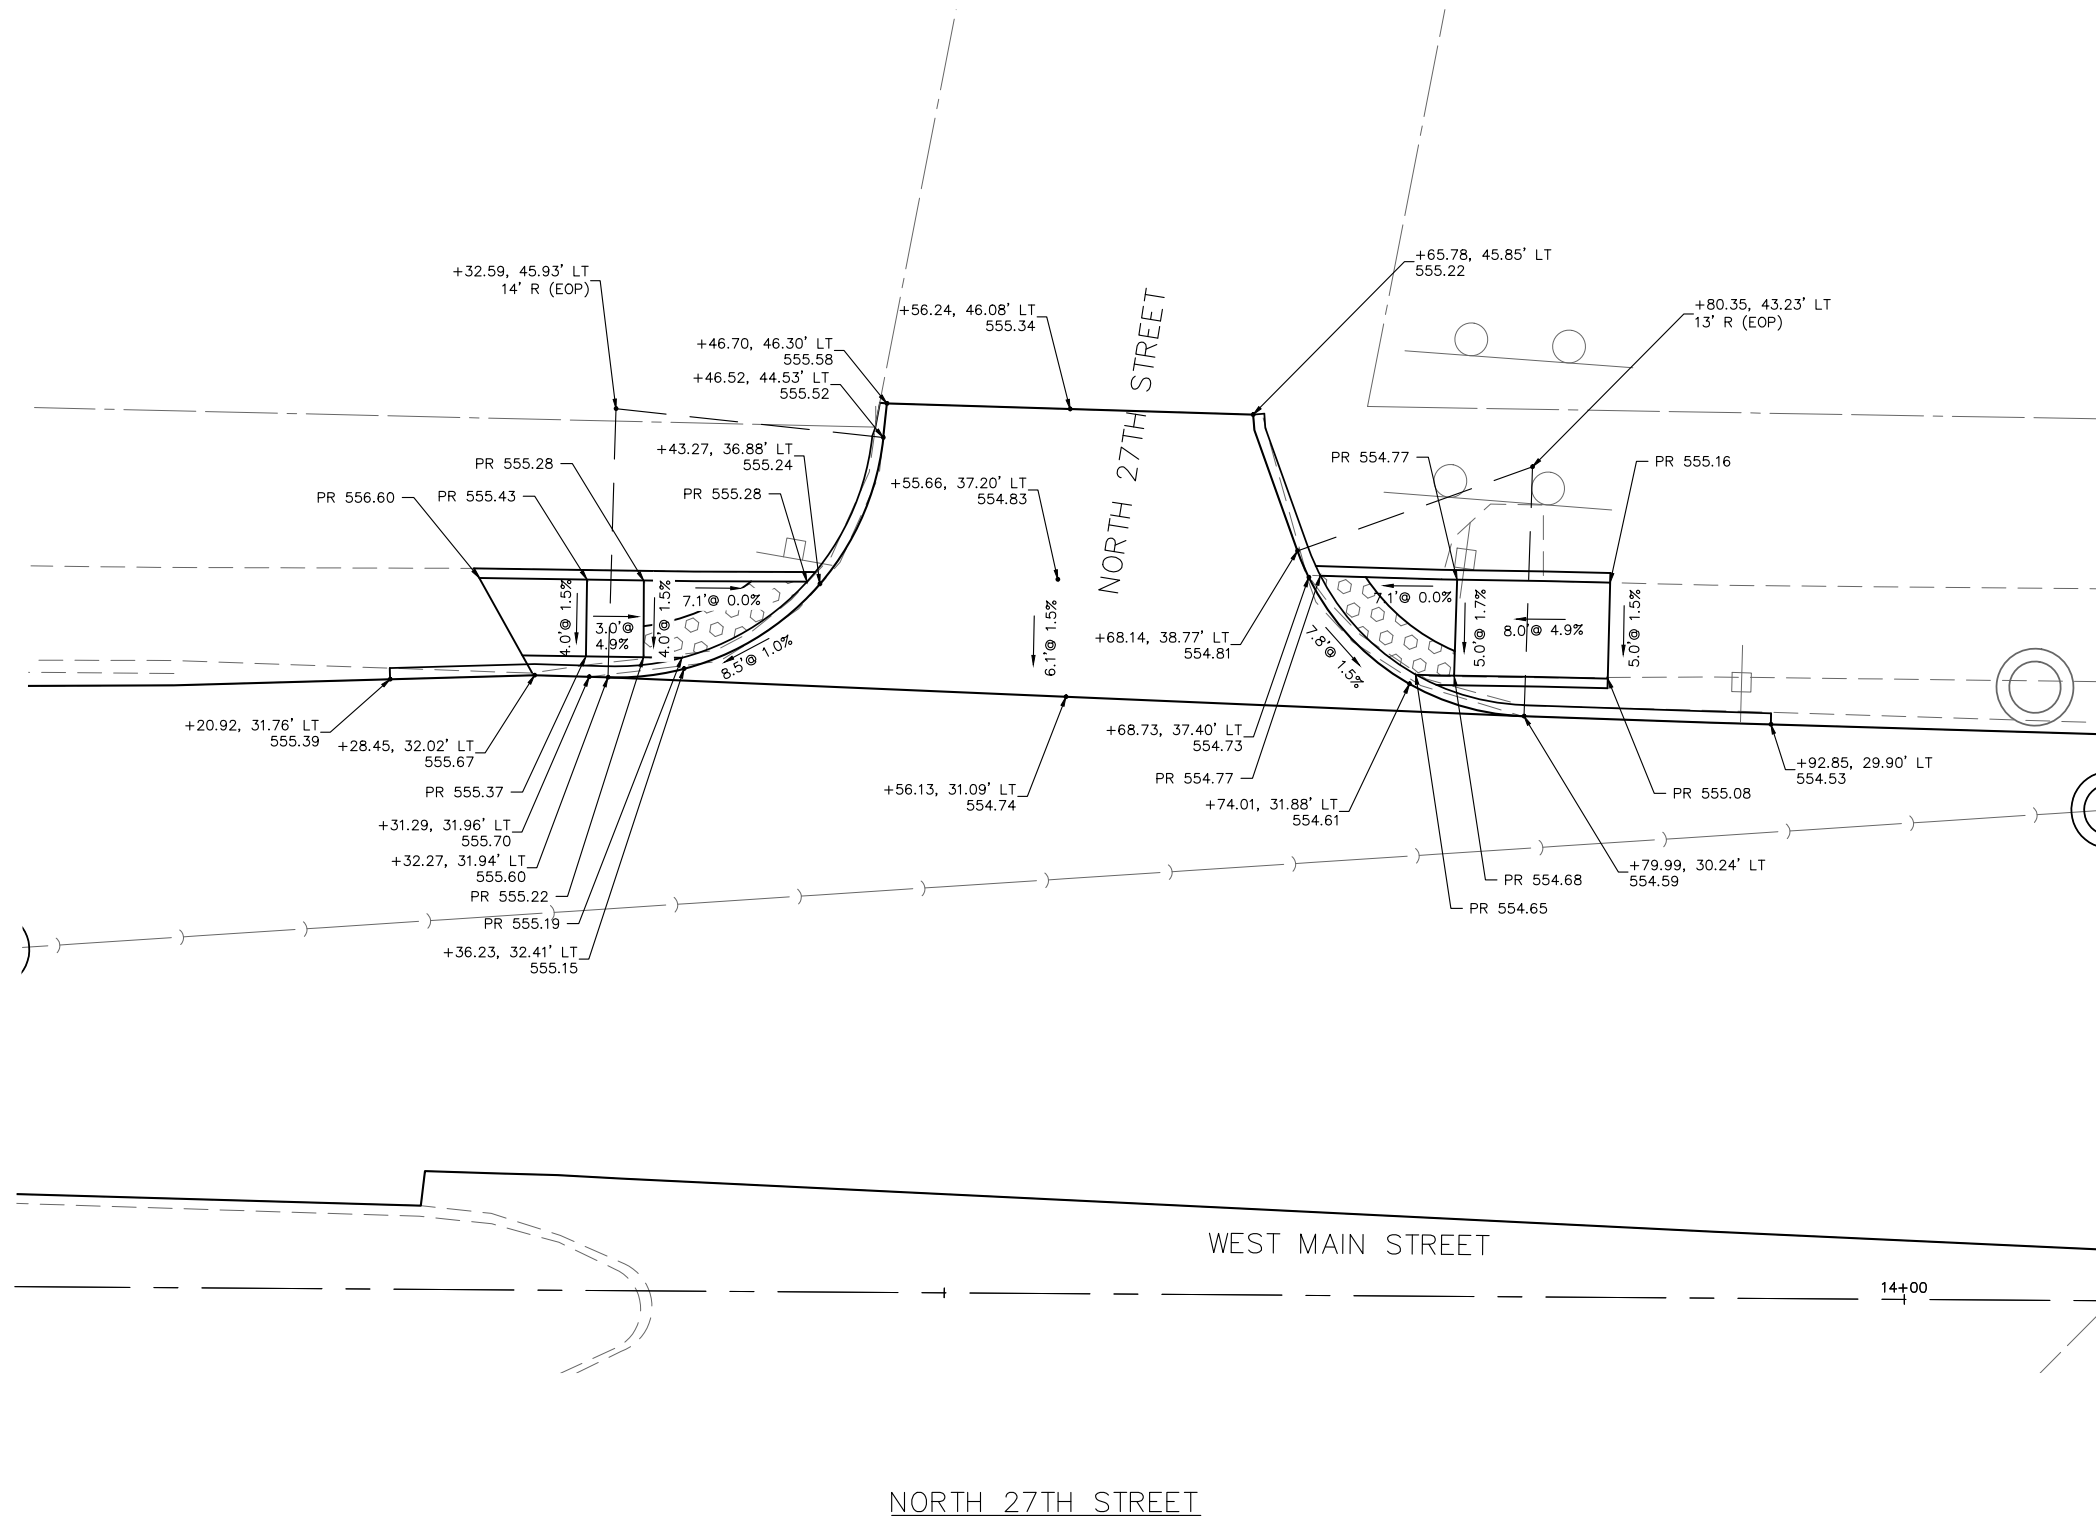 +65.78, 45.85' LT
555.22
+32.59, 45.93' LT
14' R (EOP)
+80.35, 43.23' LT
13' R (EOP)
+56.24, 46.08' LT
555.34
+46.70, 46.30' LT
555.58
+46.52, 44.53' LT
555.52
NORTH 27TH STREET
+43.27, 36.88' LT
555.24
PR 555.28
PR 554.77
PR 555.16
PR 556.60
PR 555.43
PR 555.28
+55.66, 37.20' LT
554.83
4.0'@ 1.5%
3.0'@
4.9%
4.0'@ 1.5%
7.1'@ 0.0%
8.5'@ 1.0%
6.1'@ 1.5%
7.1'@ 0.0%
5.0'@ 1.7%
8.0'@ 4.9%
5.0'@ 1.5%
7.8'@ 1.5%
+68.14, 38.77' LT
554.81
+20.92, 31.76' LT
555.39
+28.45, 32.02' LT
555.67
+68.73, 37.40' LT
554.73
+92.85, 29.90' LT
554.53
PR 554.77
PR 555.37
+56.13, 31.09' LT
554.74
PR 555.08
+74.01, 31.88' LT
554.61
+31.29, 31.96' LT
555.70
+32.27, 31.94' LT
555.60
+79.99, 30.24' LT
554.59
PR 554.68
PR 555.22
PR 554.65
PR 555.19
+36.23, 32.41' LT
555.15
WEST MAIN STREET
14+00
NORTH 27TH STREET